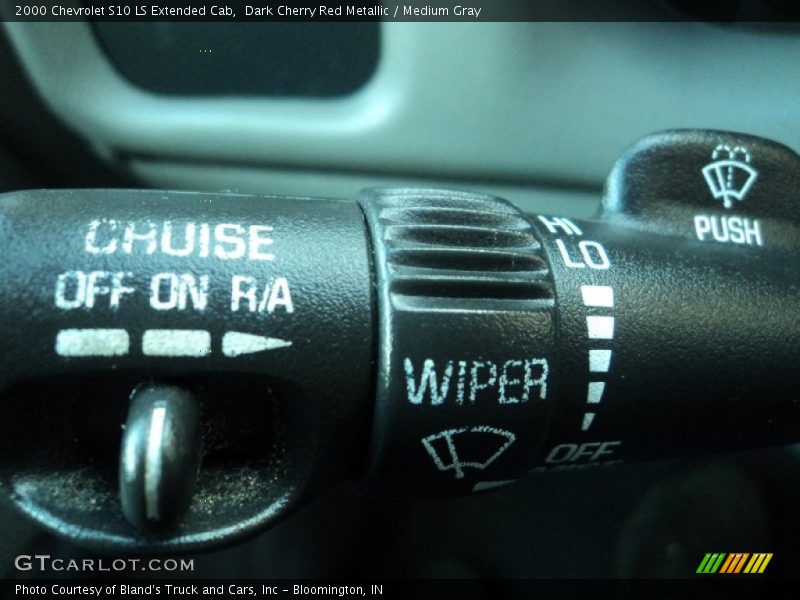 2000 Chevrolet S10 LS Extended Cab,  Dark Cherry Red Metallic / Medium Gray
PUSH
CRUISE
HI
LO
OFF ON R/A
WIPER
OFF
GTCARLOT.COM
Photo Courtesy of Bland's Truck and Cars, Inc - Bloomington, IN